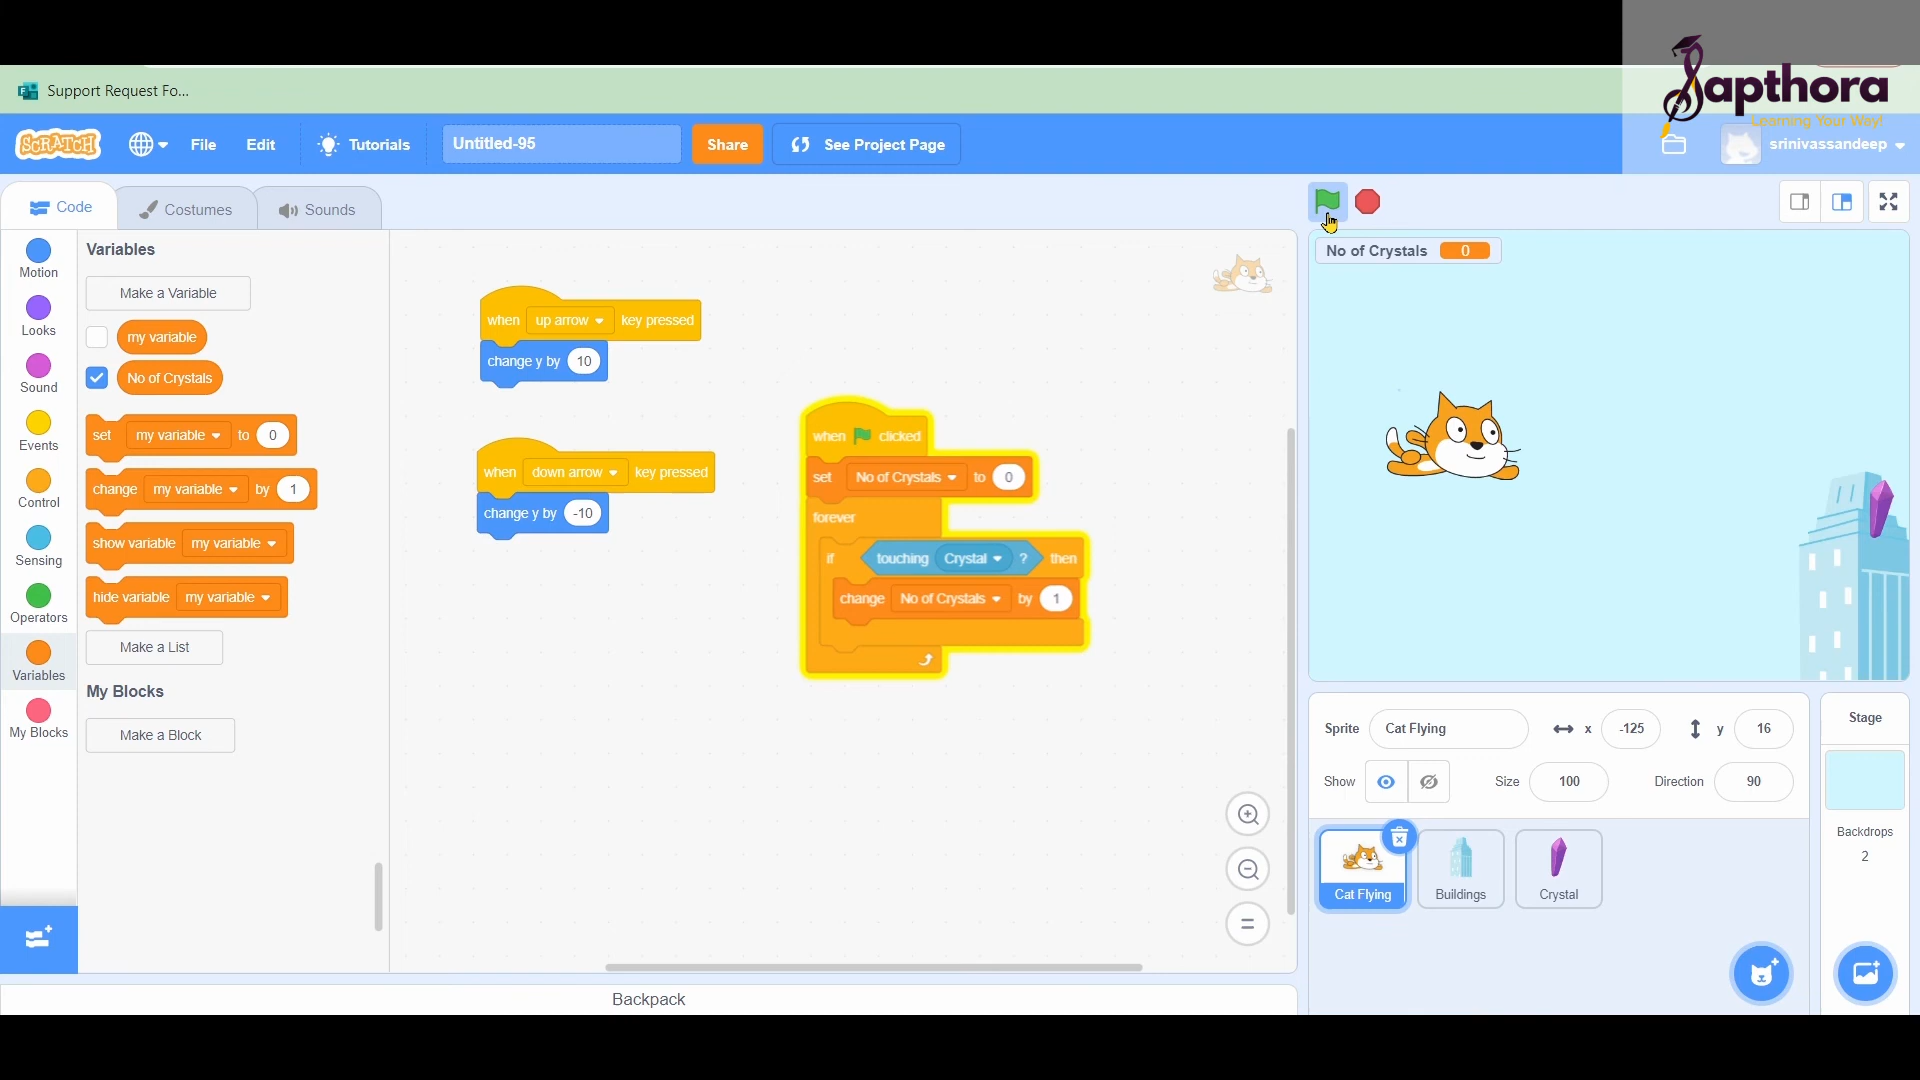 Support Request Fo...
Sapthora
Learning Your Way!
SCRATCH
File
Edit
Tutorials
Untitled-95
Share
See Project Page
srinivassandeep
Code
Costumes
Sounds
Motion
Looks
Sound
Events
Control
Sensing
Operators
Variables
My Blocks
Variables
Make a Variable
my variable
No of Crystals
set my variable to 0
change my variable by 1
show variable my variable
hide variable my variable
Make a List
My Blocks
Make a Block
when up arrow key pressed
change y by 10
when down arrow key pressed
change y by -10
when clicked
set No of Crystals to 0
forever
if touching Crystal ? then
change No of Crystals by 1
Backpack
No of Crystals 0
Sprite Cat Flying x -125 y 16
Show Size 100 Direction 90
Cat Flying
Buildings
Crystal
Stage
Backdrops
2